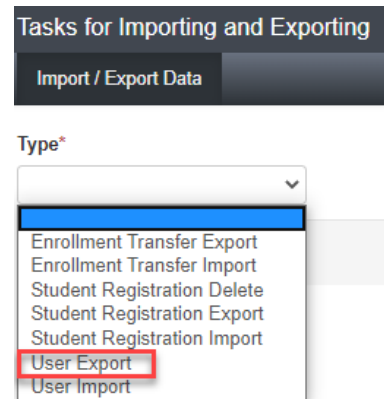 Tasks for Importing and Exporting
Import / Export Data
Type*
Enrollment Transfer Export
Enrollment Transfer Import
Student Registration Delete
Student Registration Export
Student Registration Import
User Export
User Import